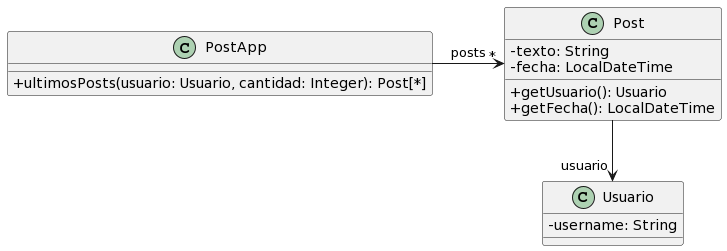 C PostApp
+ultimosPosts(usuario: Usuario, cantidad: Integer): Post[*]
posts *
C Post
-texto: String
-fecha: LocalDateTime
+getUsuario(): Usuario
+getFecha(): LocalDateTime
usuario
C Usuario
-username: String